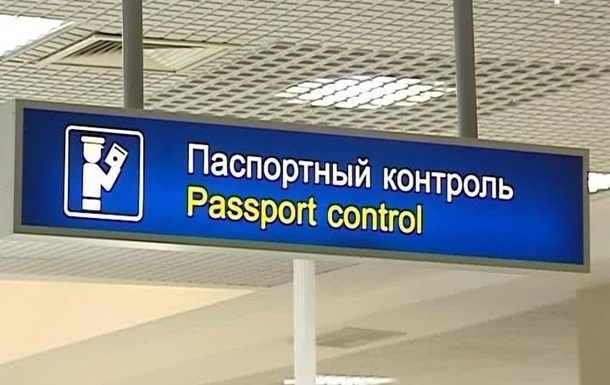 Паспортный контроль
Passport control